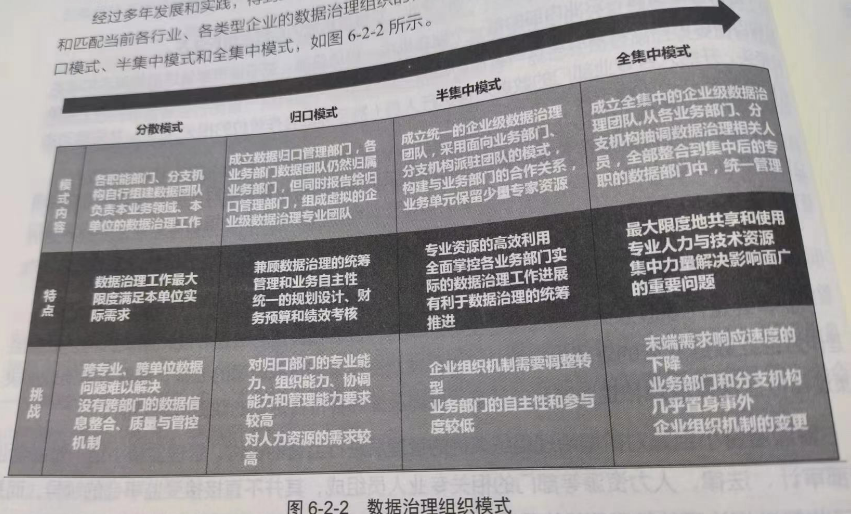 经过多年发展和实践,
和匹配当前各行业、各类型企业的数据治理组织
口模式、半集中模式和全集中模式,如图 6-2-2 所示。
分散模式
归口模式
半集中模式
全集中模式
模式内容
各职能部门、分支机
构自行组建数据团队
负责本业务领域、本
单位的数据治理工作
成立数据归口管理部门,各
业务部门数据团队仍然归属
业务部门,但同时报告给归
口管理部门,组成虚拟的企
业级数据治理专业团队
成立统一的企业级数据治理
团队,采用面向业务部门、
分支机构派驻团队的模式,
构建与业务部门的合作关系,
业务单元保留少量专家资源
成立全集中的企业级数据治
理团队,从各业务部门、分
支机构抽调数据治理相关人
员,全部整合到集中后的专
职的数据部门中,统一管理
特点
数据治理工作最大
限度满足本单位实
际需求
兼顾数据治理的统筹
管理和业务自主性
统一的规划设计、财
务预算和绩效考核
专业资源的高效利用
全面掌控各业务部门实
际的数据治理工作进展
有利于数据治理的统筹
推进
最大限度地共享和使用
专业人力与技术资源
集中力量解决影响面广
的重要问题
挑战
跨专业、跨单位数据
问题难以解决
没有跨部门的数据信
息整合、质量与管控
机制
对归口部门的专业能
力、组织能力、协调
能力和管理能力要求
较高
对人力资源的需求较
高
企业组织机制需要调整转
型
业务部门的自主性和参与
度较低
末端需求响应速度的
下降
业务部门和分支机构
几乎置身事外
企业组织机制的变更
图 6-2-2 数据治理组织模式